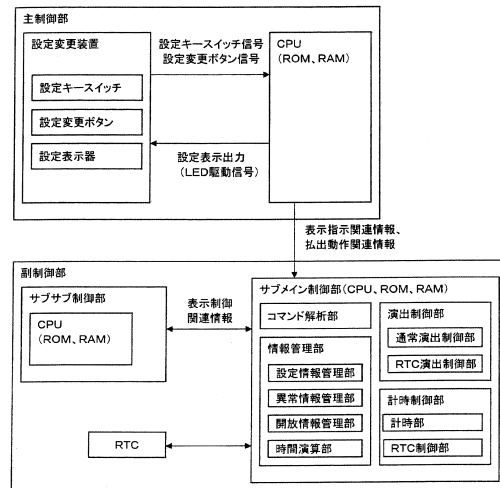 主制御部
設定変更装置
設定キースイッチ
設定変更ボタン
設定表示器
設定キースイッチ信号
設定変更ボタン信号
設定表示出力
（LED駆動信号）
CPU
（ROM、RAM）
表示指示関連情報、
払出動作関連情報
副制御部
サブサブ制御部
CPU
（ROM、RAM）
表示制御
関連情報
RTC
サブメイン制御部（CPU、ROM、RAM）
コマンド解析部
情報管理部
設定情報管理部
異常情報管理部
開放情報管理部
時間演算部
演出制御部
通常演出制御部
RTC演出制御部
計時制御部
計時部
RTC制御部